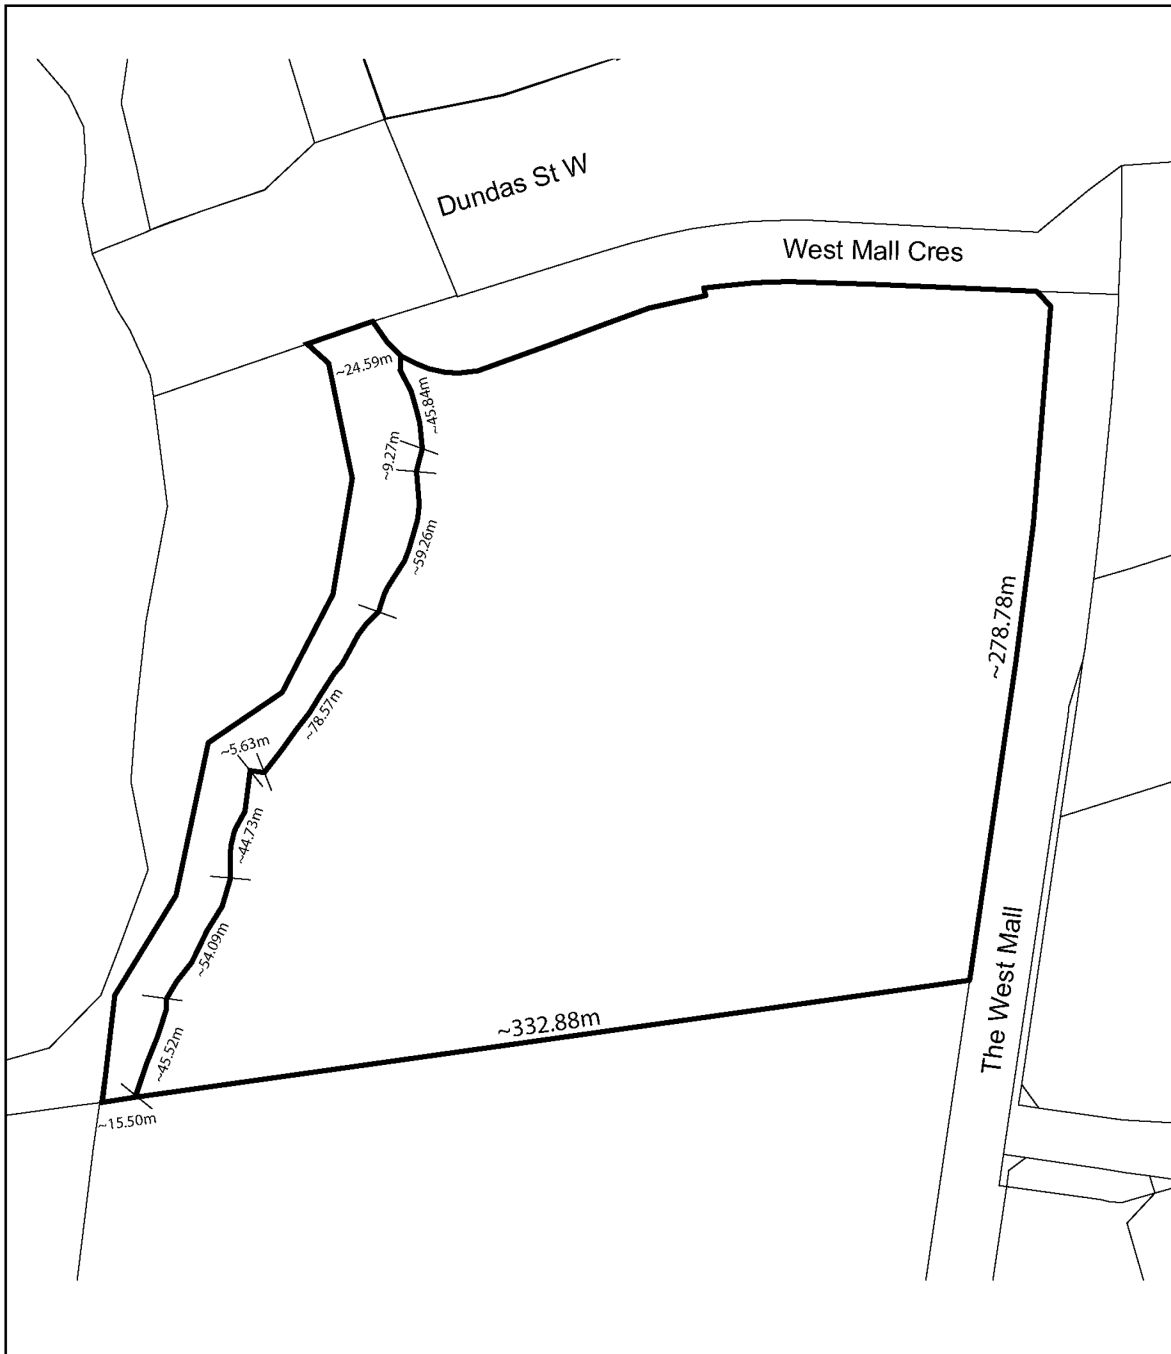 Dundas St W
West Mall Cres
~24.59m
~45.84m
~9.27m
~59.26m
~278.78m
~78.57m
~5.63m
~44.73m
~54.09m
The West Mall
~332.88m
~45.52m
~15.50m